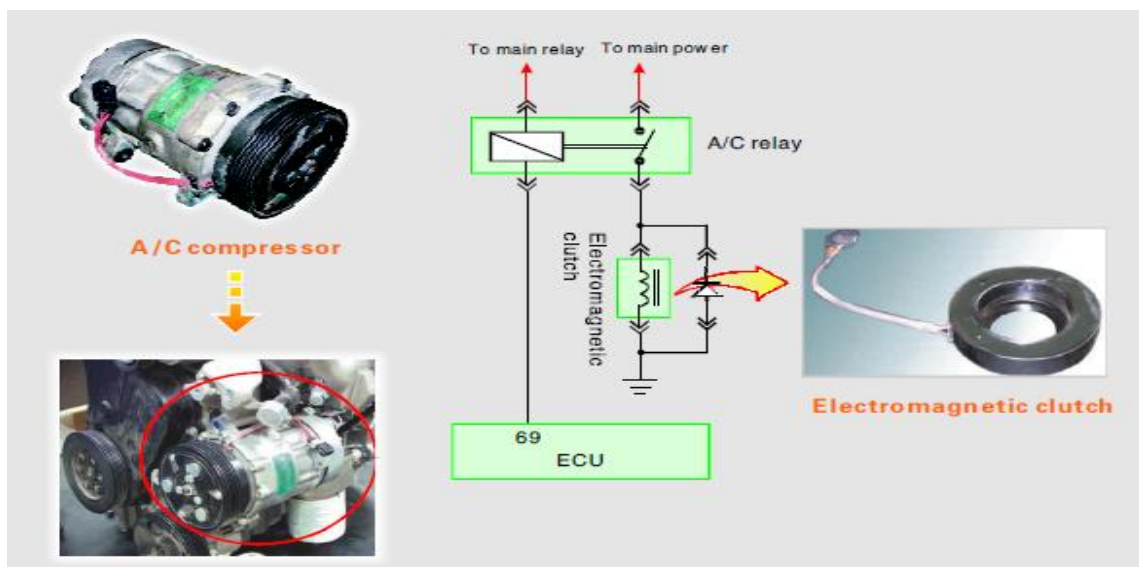 To main relay To main power
A/C relay
A/C compressor
Electromagnetic
clutch
Electromagnetic clutch
69
ECU